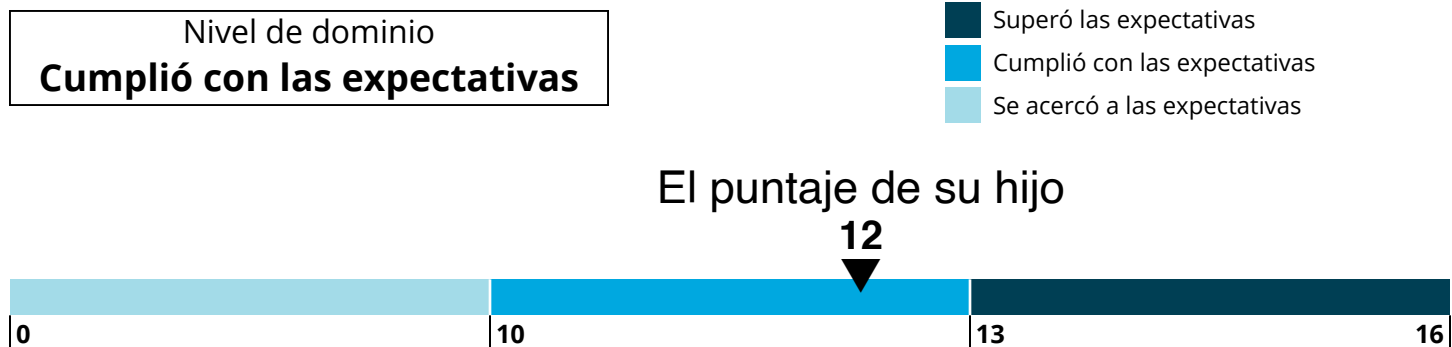 Nivel de dominio
Cumplió con las expectativas
Superó las expectativas
Cumplió con las expectativas
Se acercó a las expectativas
El puntaje de su hijo
12
0 10 13 16